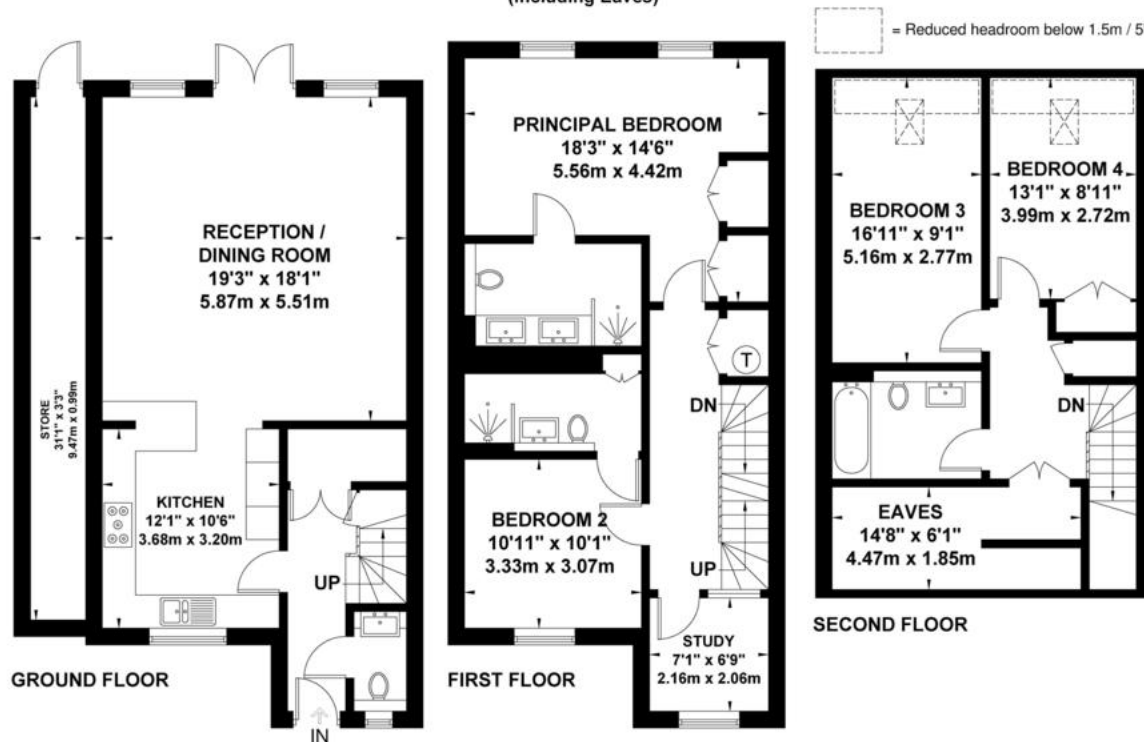 (Including Eaves)
= Reduced headroom below 1.5m / 5
RECEPTION /
DINING ROOM
19'3" x 18'1"
5.87m x 5.51m
STORE
31'1" x 3'3"
9.47m x 0.99m
KITCHEN
12'1" x 10'6"
3.68m x 3.20m
UP
IN
GROUND FLOOR
PRINCIPAL BEDROOM
18'3" x 14'6"
5.56m x 4.42m
T
DN
BEDROOM 2
10'11" x 10'1"
3.33m x 3.07m
UP
STUDY
7'1" x 6'9"
2.16m x 2.06m
FIRST FLOOR
BEDROOM 3
16'11" x 9'1"
5.16m x 2.77m
BEDROOM 4
13'1" x 8'11"
3.99m x 2.72m
DN
EAVES
14'8" x 6'1"
4.47m x 1.85m
SECOND FLOOR